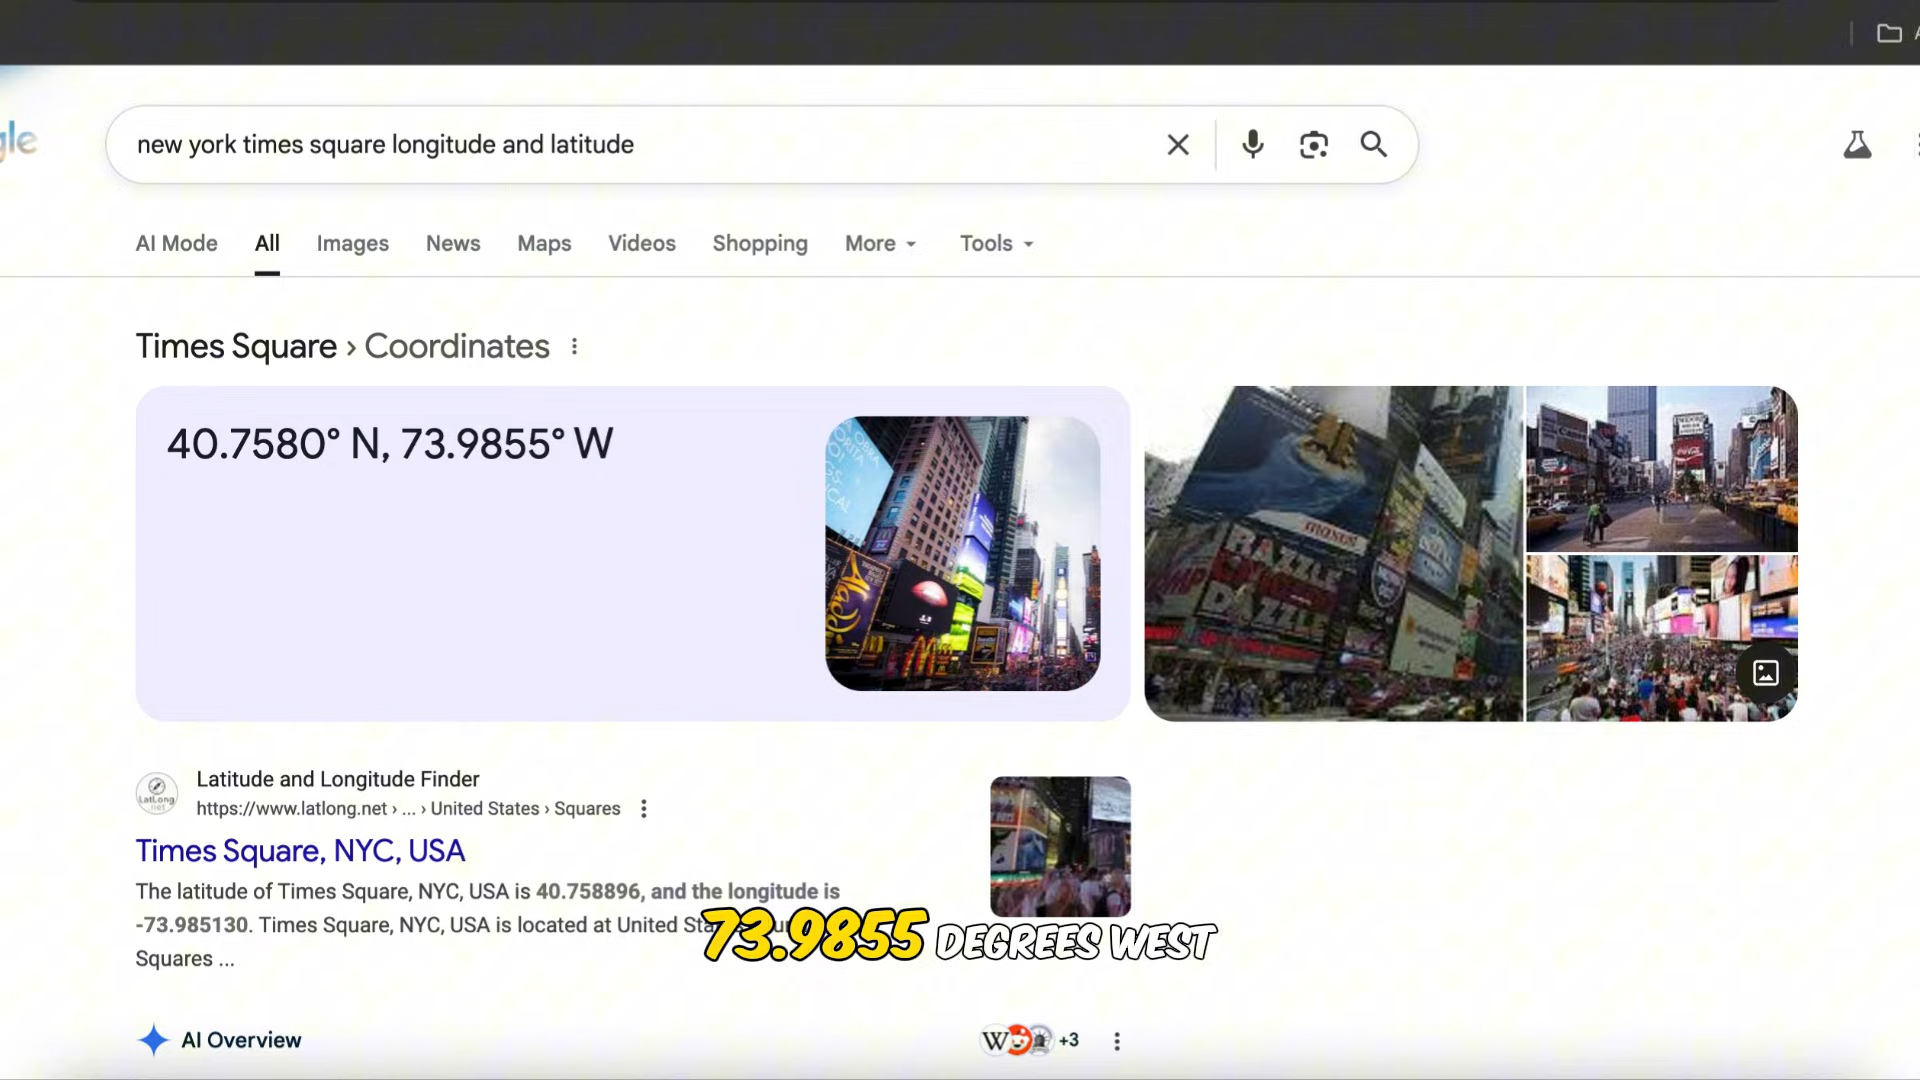 gle
new york times square longitude and latitude
AI Mode All Images News Maps Videos Shopping More Tools
Times Square › Coordinates
40.7580° N, 73.9855° W
RAZZLE
DAZZLE
Latitude and Longitude Finder
https://www.latlong.net › ... › United States › Squares
Times Square, NYC, USA
The latitude of Times Square, NYC, USA is 40.758896, and the longitude is
-73.985130. Times Square, NYC, USA is located at United
Squares ...
73.9855 DEGREES WEST
AI Overview
W +3